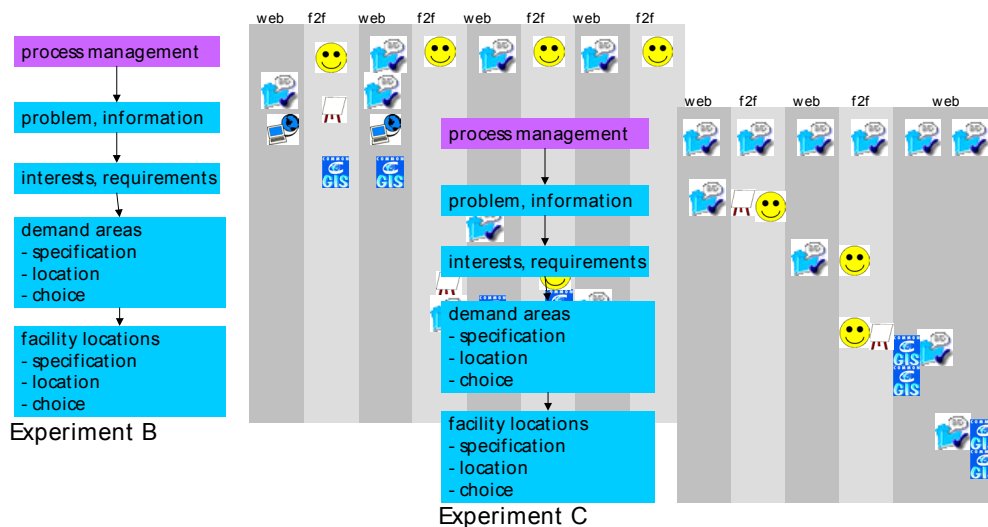 web f2f web f2f web f2f web f2f
process management
problem, information
interests, requirements
demand areas
- specification
- location
- choice
facility locations
- specification
- location
- choice
Experiment B
GIS
GIS
web f2f web f2f web
process management
problem, information
interests, requirements
demand areas
- specification
- location
- choice
facility locations
- specification
- location
- choice
Experiment C
GIS
GIS
GIS
GIS